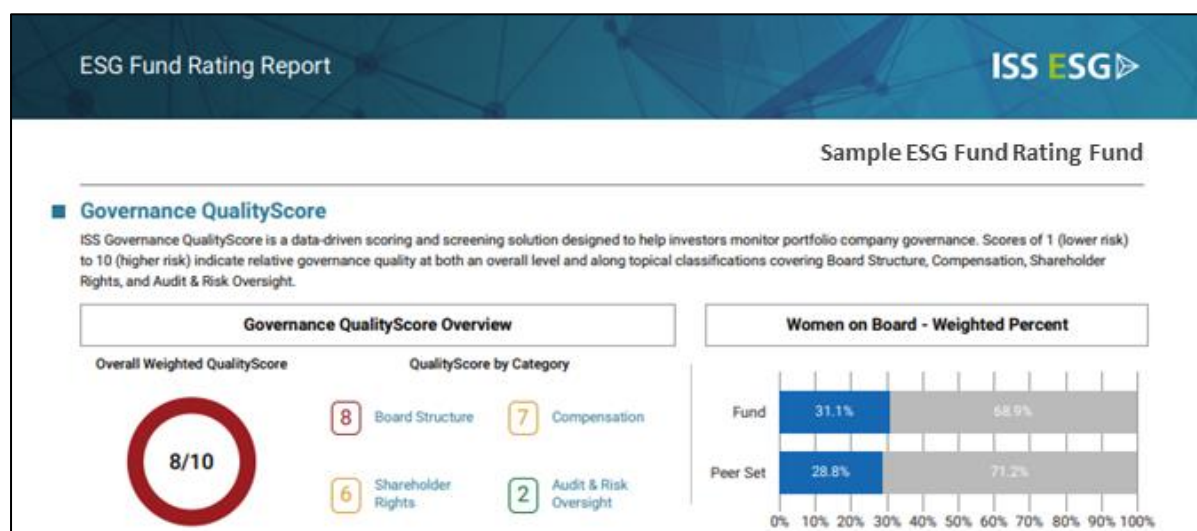 ESG Fund Rating Report
ISS ESG
Sample ESG Fund Rating Fund
Governance QualityScore
ISS Governance QualityScore is a data-driven scoring and screening solution designed to help investors monitor portfolio company governance. Scores of 1 (lower risk)
to 10 (higher risk) indicate relative governance quality at both an overall level and along topical classifications covering Board Structure, Compensation, Shareholder
Rights, and Audit & Risk Oversight.
Governance QualityScore Overview
Overall Weighted QualityScore
QualityScore by Category
8/10
8 Board Structure
7 Compensation
6 Shareholder
Rights
2 Audit & Risk
Oversight
Women on Board - Weighted Percent
Fund 31.1% 68.9%
Peer Set 28.8% 71.2%
0% 10% 20% 30% 40% 50% 60% 70% 80% 90% 100%